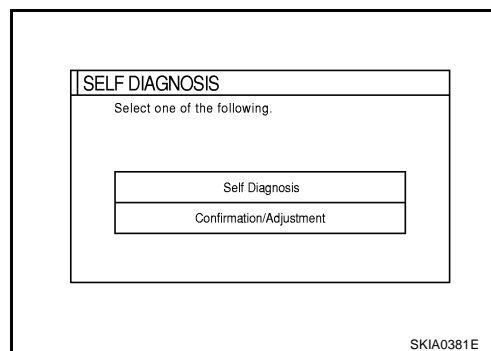 SELF DIAGNOSIS
Select one of the following.
Self Diagnosis
Confirmation/Adjustment
SKIA0381E